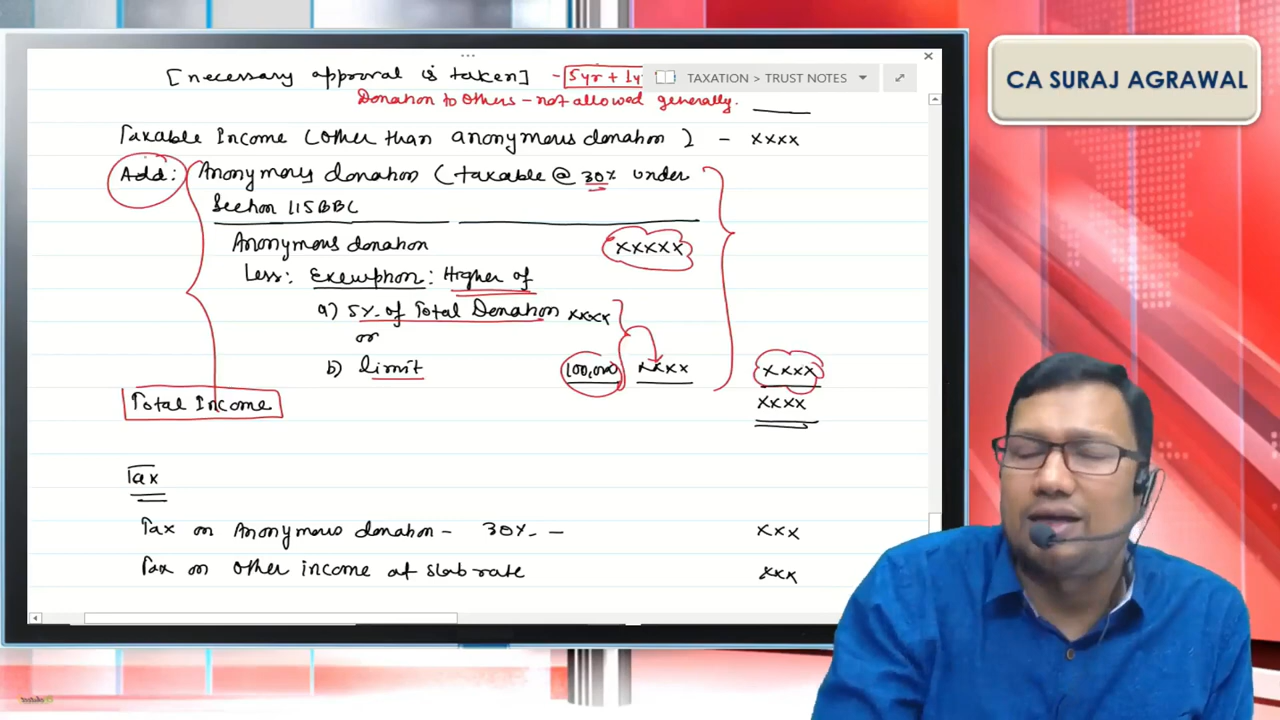 [necessary approval is taken] - 5yr + 1y
TAXATION > TRUST NOTES
Donation to others - not allowed generally.
CA SURAJ AGRAWAL
Taxable Income (other than anonymous donation) - xxxx
Add: Anonymous donation (taxable @ 30% under
Section 115BBC
Anonymous donation xxxxx
Less: Exemption: Higher of
a) 5% of Total Donation xxxx
or
b) limit 100,000 xxxx xxxx
Total Income xxxx
Tax
Tax on Anonymous donation - 30% - xxx
Tax on other income at slab rate xxx